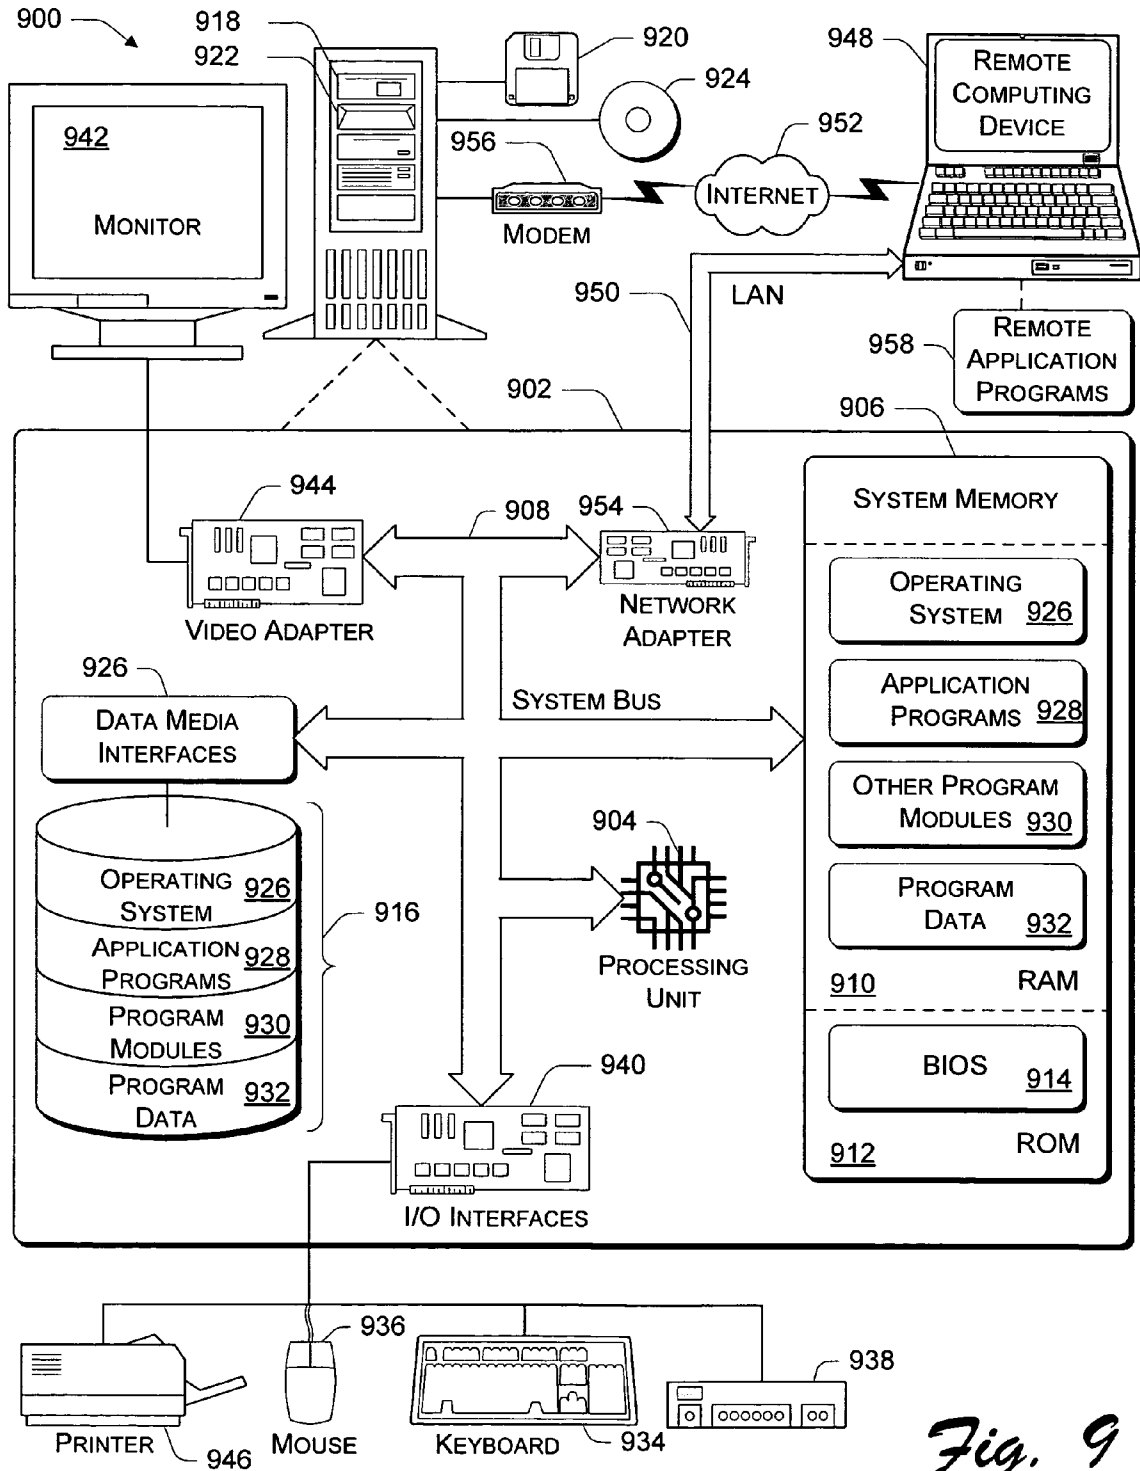 900
918
922
920
924
948
REMOTE
COMPUTING
DEVICE
942
MONITOR
956
MODEM
952
INTERNET
950
LAN
958
REMOTE
APPLICATION
PROGRAMS
902
906
944
VIDEO ADAPTER
908
954
NETWORK
ADAPTER
SYSTEM MEMORY
OPERATING
SYSTEM 926
APPLICATION
PROGRAMS 928
OTHER PROGRAM
MODULES 930
PROGRAM
DATA 932
910 RAM
BIOS 914
912 ROM
926
DATA MEDIA
INTERFACES
SYSTEM BUS
904
PROCESSING
UNIT
OPERATING
SYSTEM 926
APPLICATION
PROGRAMS 928
PROGRAM
MODULES 930
PROGRAM
DATA 932
916
940
I/O INTERFACES
PRINTER
946
936
MOUSE
KEYBOARD
934
938
Fig. 9